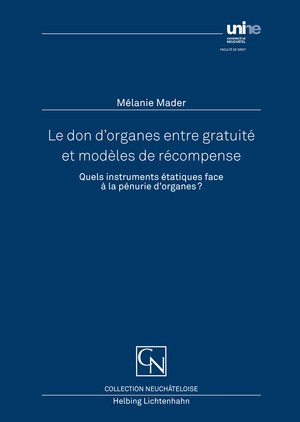 unine
UNIVERSITÉ DE
NEUCHÂTEL
FACULTÉ DE DROIT
Mélanie Mader
Le don d'organes entre gratuité
et modèles de récompense
Quels instruments étatiques face
à la pénurie d'organes ?
CN
COLLECTION NEUCHÂTELOISE
Helbing Lichtenhahn